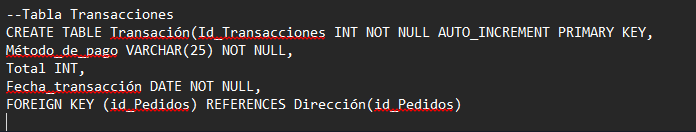 --Tabla Transacciones
CREATE TABLE Transación(Id_Transacciones INT NOT NULL AUTO_INCREMENT PRIMARY KEY,
Método_de_pago VARCHAR(25) NOT NULL,
Total INT,
Fecha_transacción DATE NOT NULL,
FOREIGN KEY (id_Pedidos) REFERENCES Dirección(id_Pedidos)